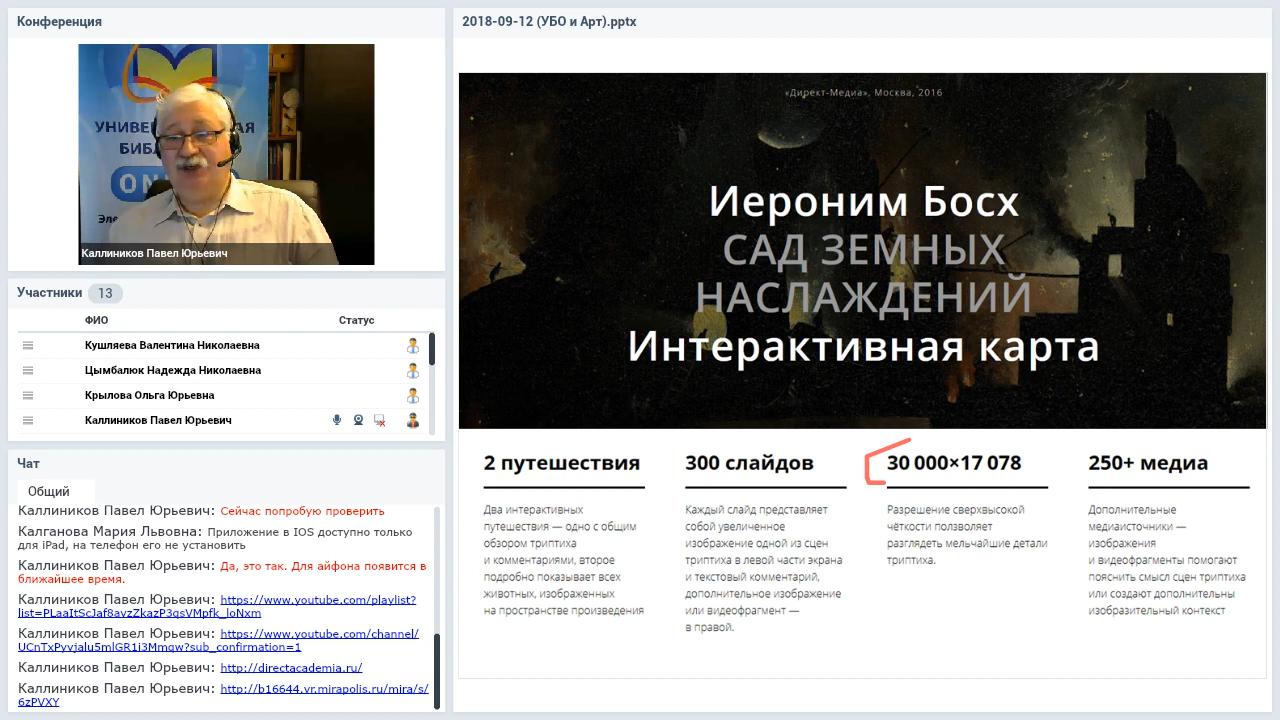 Конференция
УНИВЕ
АЯ
БИБЛ
ON
Эле
Каллиников Павел Юрьевич
Участники 13
ФИО Статус
Кушляева Валентина Николаевна
Цымбалюк Надежда Николаевна
Крылова Ольга Юрьевна
Каллиников Павел Юрьевич
Чат
Общий
Каллиников Павел Юрьевич: Сейчас попробую проверить
Калганова Мария Львовна: Приложение в IOS доступно только
для iPad, на телефон его не установить
Каллиников Павел Юрьевич: Да, это так. Для айфона появится в
ближайшее время.
Каллиников Павел Юрьевич: https://www.youtube.com/playlist?
list=PLaaItScJaf8avzZkazP3qsVMpfk_loNxm
Каллиников Павел Юрьевич: https://www.youtube.com/channel/
UCnTxPyvjalu5mlGR1i3Mmqw?sub_confirmation=1
Каллиников Павел Юрьевич: http://directacademia.ru/
Каллиников Павел Юрьевич: http://b16644.vr.mirapolis.ru/mira/s/
6zPVXY
2018-09-12 (УБО и Арт).pptx
«Директ-Медиа», Москва, 2016
Иероним Босх
САД ЗЕМНЫХ
НАСЛАЖДЕНИЙ
Интерактивная карта
2 путешествия
Два интерактивных
путешествия — одно с общим
обзором триптиха
и комментариями, второе
подробно показывает всех
животных, изображенных
на пространстве произведения
300 слайдов
Каждый слайд представляет
собой увеличенное
изображение одной из сцен
триптиха в левой части экрана
и текстовый комментарий,
дополнительное изображение
или видеофрагмент —
в правой.
30 000×17 078
Разрешение сверхвысокой
чёткости позволяет
разглядеть мельчайшие детали
триптиха.
250+ медиа
Дополнительные
медиаисточники —
изображения
и видеофрагменты помогают
пояснить смысл сцен триптиха
или создают дополнительны
изобразительный контекст